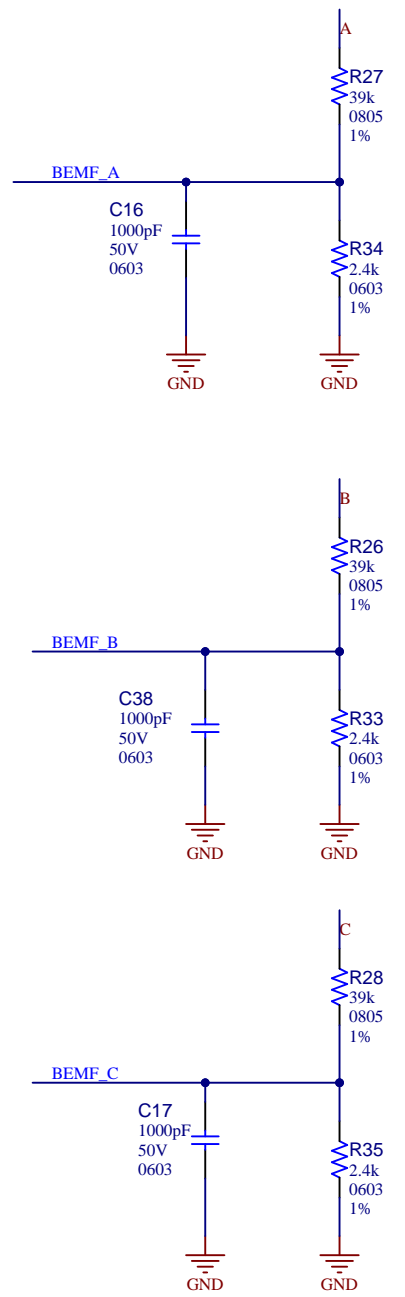 A
R27
39k
0805
1%
BEMF_A
C16
1000pF
50V
0603
R34
2.4k
0603
1%
GND
GND
B
R26
39k
0805
1%
BEMF_B
C38
1000pF
50V
0603
R33
2.4k
0603
1%
GND
GND
C
R28
39k
0805
1%
BEMF_C
C17
1000pF
50V
0603
R35
2.4k
0603
1%
GND
GND